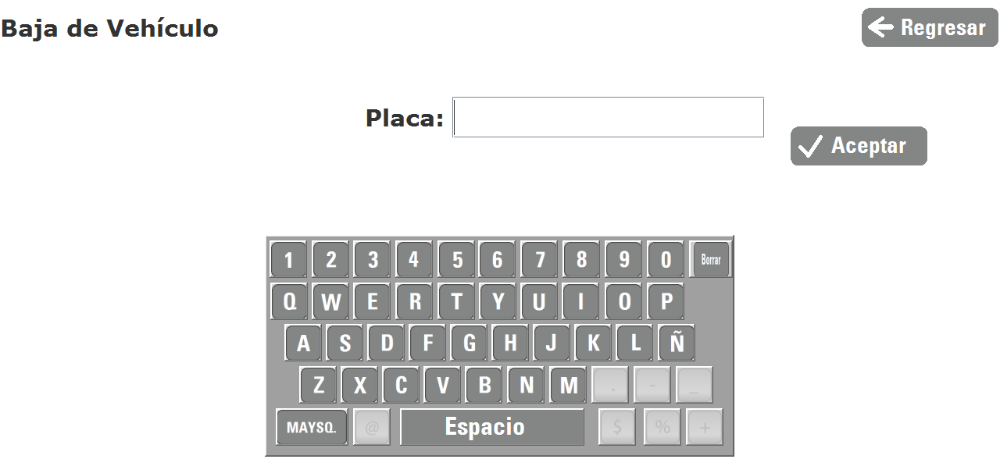 Baja de Vehículo
Regresar
Placa:
Aceptar
1 2 3 4 5 6 7 8 9 0 Borrar
Q W E R T Y U I O P
A S D F G H J K L Ñ
Z X C V B N M . - _
MAYSQ. @ Espacio $ % +